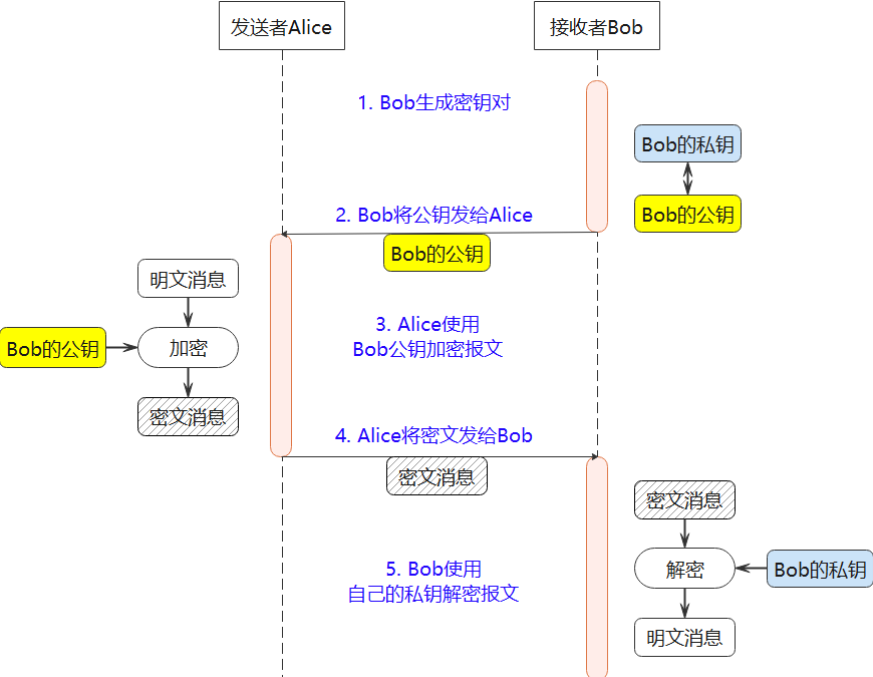 发送者Alice
接收者Bob
1. Bob生成密钥对
Bob的私钥
Bob的公钥
2. Bob将公钥发给Alice
Bob的公钥
明文消息
Bob的公钥
加密
密文消息
3. Alice使用
Bob公钥加密报文
4. Alice将密文发给Bob
密文消息
密文消息
解密
Bob的私钥
明文消息
5. Bob使用
自己的私钥解密报文